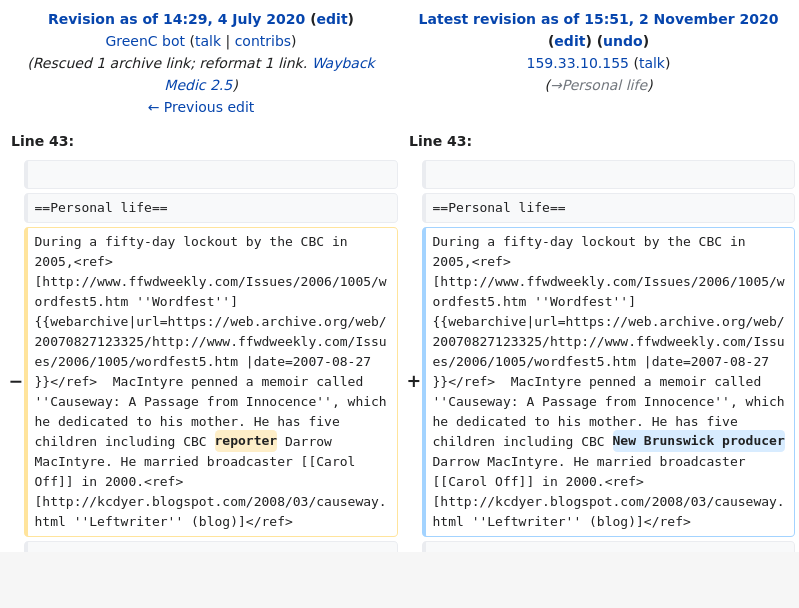 Revision as of 14:29, 4 July 2020 (edit)
GreenC bot (talk | contribs)
(Rescued 1 archive link; reformat 1 link. Wayback
Medic 2.5)
← Previous edit
Latest revision as of 15:51, 2 November 2020
(edit) (undo)
159.33.10.155 (talk)
(→Personal life)
Line 43:
==Personal life==
− During a fifty-day lockout by the CBC in
2005,<ref>
[http://www.ffwdweekly.com/Issues/2006/1005/w
ordfest5.htm ''Wordfest'']
{{webarchive|url=https://web.archive.org/web/
20070827123325/http://www.ffwdweekly.com/Issu
es/2006/1005/wordfest5.htm |date=2007-08-27
}}</ref>  MacIntyre penned a memoir called
''Causeway: A Passage from Innocence'', which
he dedicated to his mother. He has five
children including CBC reporter Darrow
MacIntyre. He married broadcaster [[Carol
Off]] in 2000.<ref>
[http://kcdyer.blogspot.com/2008/03/causeway.
html ''Leftwriter'' (blog)]</ref>
Line 43:
==Personal life==
+ During a fifty-day lockout by the CBC in
2005,<ref>
[http://www.ffwdweekly.com/Issues/2006/1005/w
ordfest5.htm ''Wordfest'']
{{webarchive|url=https://web.archive.org/web/
20070827123325/http://www.ffwdweekly.com/Issu
es/2006/1005/wordfest5.htm |date=2007-08-27
}}</ref>  MacIntyre penned a memoir called
''Causeway: A Passage from Innocence'', which
he dedicated to his mother. He has five
children including CBC New Brunswick producer
Darrow MacIntyre. He married broadcaster
[[Carol Off]] in 2000.<ref>
[http://kcdyer.blogspot.com/2008/03/causeway.
html ''Leftwriter'' (blog)]</ref>